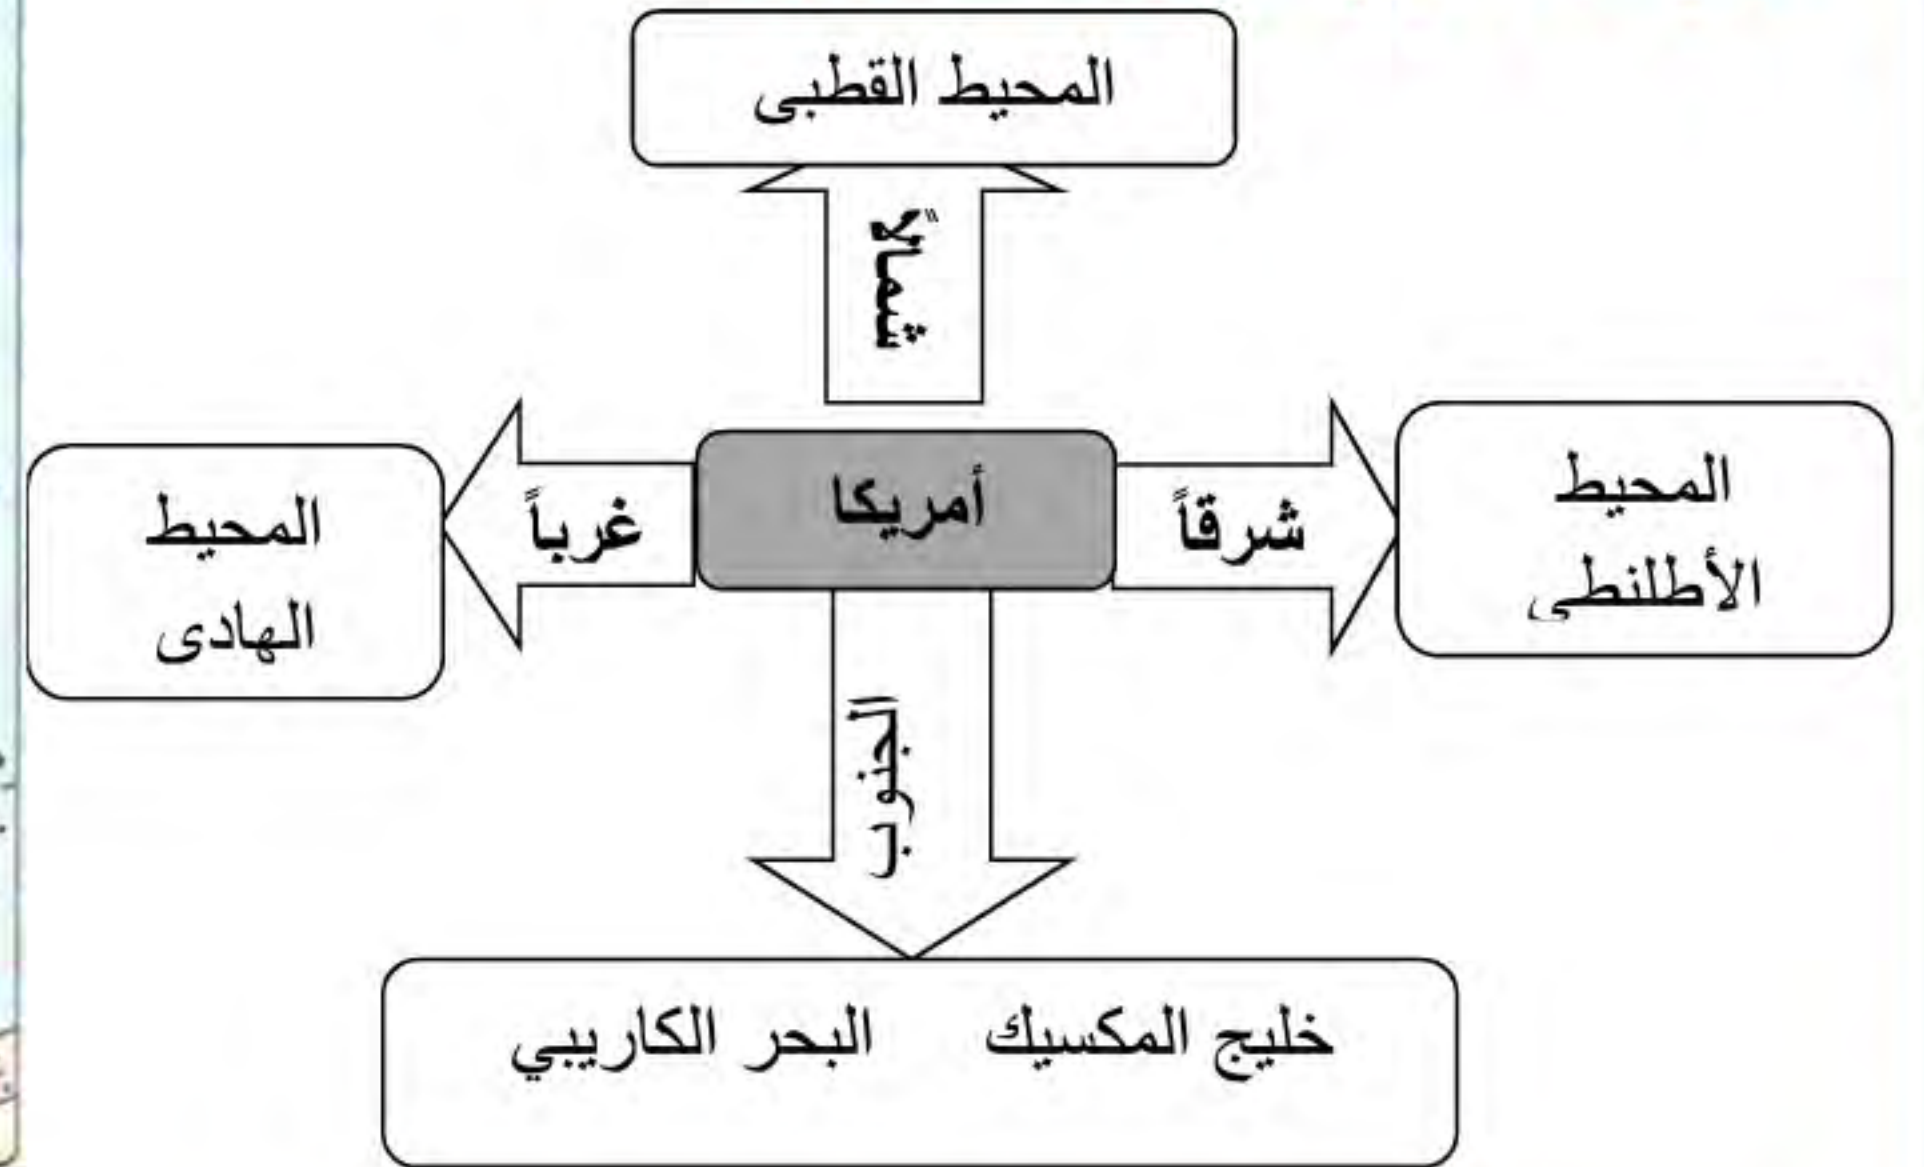 المحيط القطبى
شمالاً
أمريكا
شرقاً
المحيط
الأطلنطى
غرباً
المحيط
الهادى
الجنوب
خليج المكسيك البحر الكاريبي